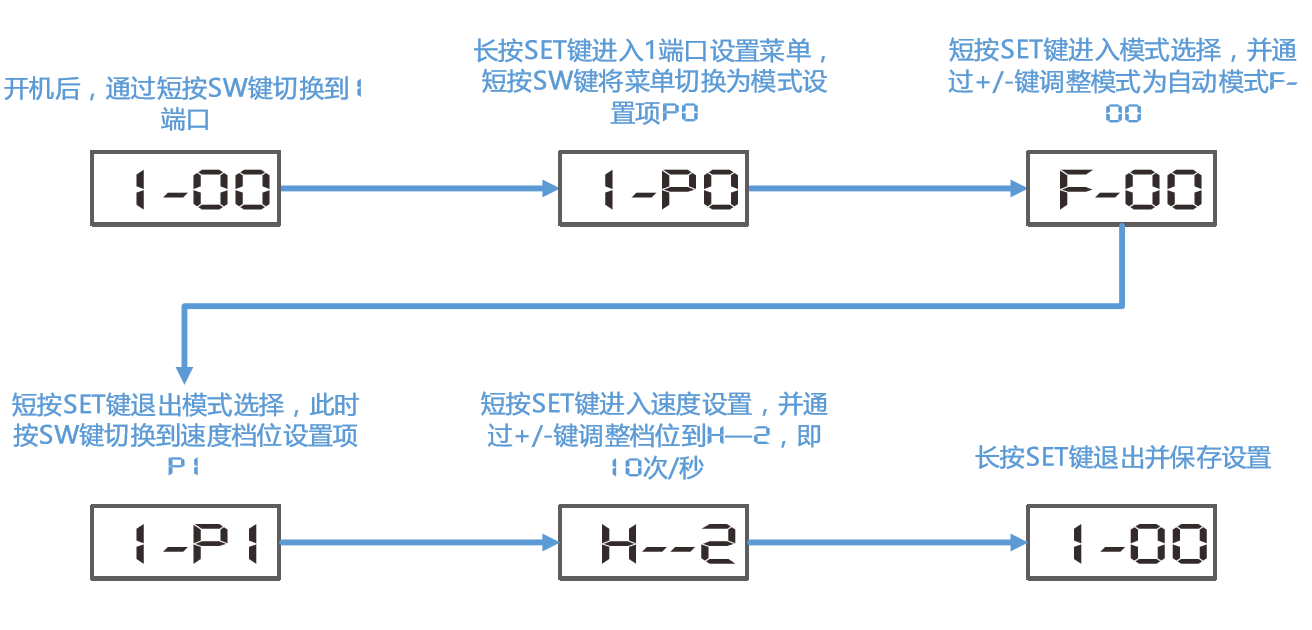 开机后，通过短按SW键切换到1
端口
长按SET键进入1端口设置菜单，
短按SW键将菜单切换为模式设
置项P0
短按SET键进入模式选择，并通
过+/-键调整模式为自动模式F-
00
1-00
1-P0
F-00
短按SET键退出模式选择，此时
按SW键切换到速度档位设置项
P1
短按SET键进入速度设置，并通
过+/-键调整档位到H—2，即
10次/秒
长按SET键退出并保存设置
1-P1
H--2
1-00